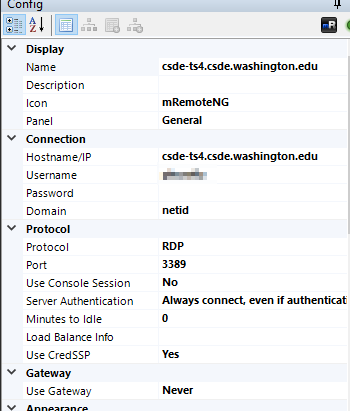 Config
Display
Name csde-ts4.csde.washington.edu
Description
Icon mRemoteNG
Panel General
Connection
Hostname/IP csde-ts4.csde.washington.edu
Username
Password
Domain netid
Protocol
Protocol RDP
Port 3389
Use Console Session No
Server Authentication Always connect, even if authenticati
Minutes to Idle 0
Load Balance Info
Use CredSSP Yes
Gateway
Use Gateway Never
Appearance